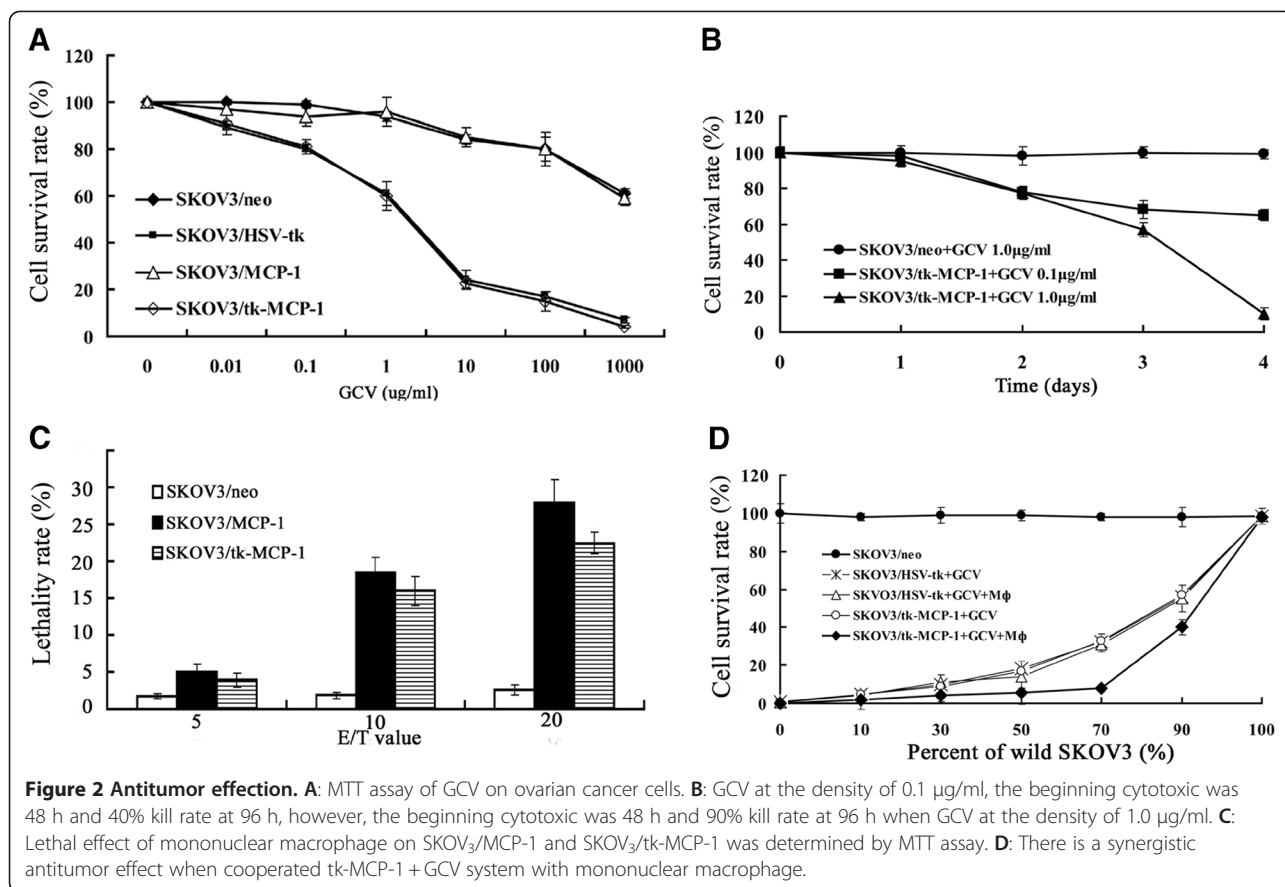 A
120
100
80
60
40
20
0
Cell survival rate (%)
SKOV3/neo
SKOV3/HSV-tk
SKOV3/MCP-1
SKOV3/tk-MCP-1
0 0.01 0.1 1 10 100 1000
GCV (ug/ml)
B
120
100
80
60
40
20
0
Cell survival rate (%)
SKOV3/neo+GCV 1.0μg/ml
SKOV3/tk-MCP-1+GCV 0.1μg/ml
SKOV3/tk-MCP-1+GCV 1.0μg/ml
0 1 2 3 4
Time (days)
C
30
25
20
15
10
5
0
Lethality rate (%)
SKOV3/neo
SKOV3/MCP-1
SKOV3/tk-MCP-1
5 10 20
E/T value
D
120
100
80
60
40
20
0
Cell survival rate (%)
SKOV3/neo
SKOV3/HSV-tk+GCV
SKVO3/HSV-tk+GCV+Mϕ
SKOV3/tk-MCP-1+GCV
SKOV3/tk-MCP-1+GCV+Mϕ
0 10 30 50 70 90 100
Percent of wild SKOV3 (%)
Figure 2 Antitumor effection. A: MTT assay of GCV on ovarian cancer cells. B: GCV at the density of 0.1 μg/ml, the beginning cytotoxic was
48 h and 40% kill rate at 96 h, however, the beginning cytotoxic was 48 h and 90% kill rate at 96 h when GCV at the density of 1.0 μg/ml. C:
Lethal effect of mononuclear macrophage on SKOV₃/MCP-1 and SKOV₃/tk-MCP-1 was determined by MTT assay. D: There is a synergistic
antitumor effect when cooperated tk-MCP-1 + GCV system with mononuclear macrophage.